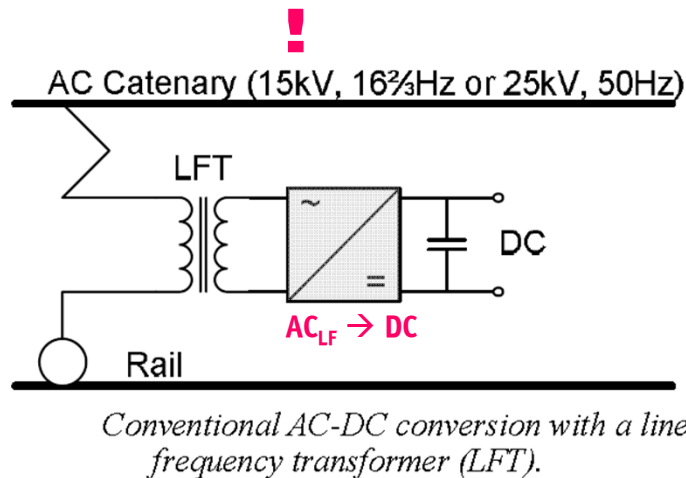 !
AC Catenary (15kV, 16⅔Hz or 25kV, 50Hz)
LFT
~
DC
=
AC_LF → DC
Rail
Conventional AC-DC conversion with a line
frequency transformer (LFT).